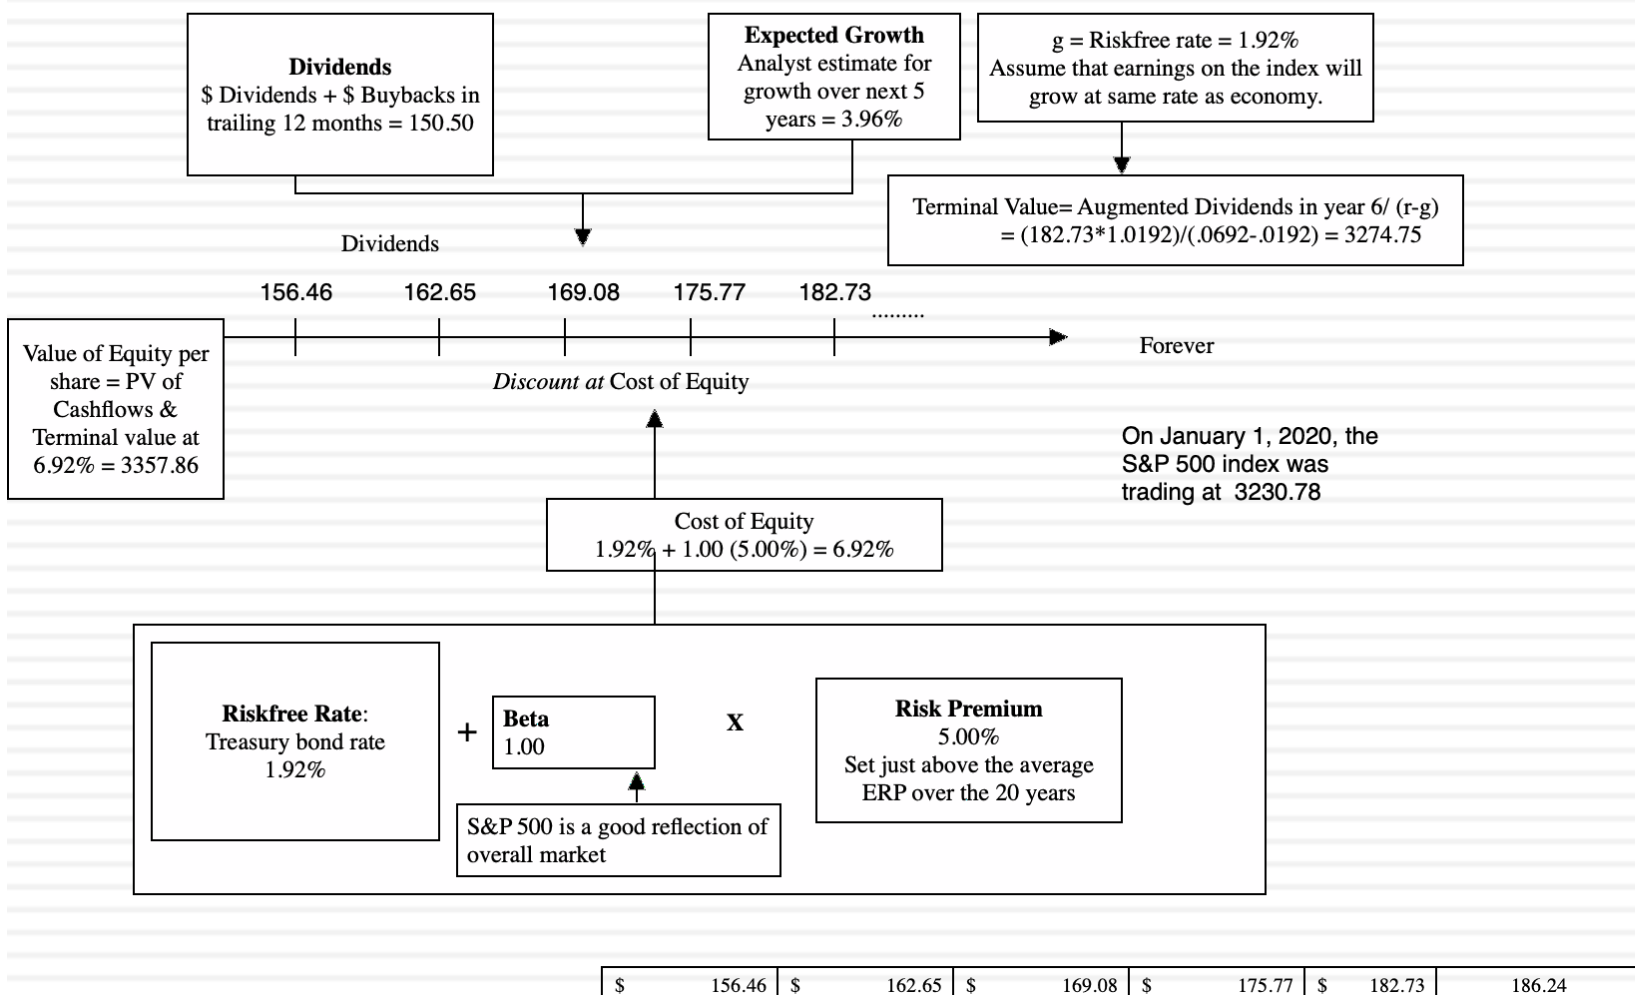 Dividends
$ Dividends + $ Buybacks in
trailing 12 months = 150.50
Expected Growth
Analyst estimate for
growth over next 5
years = 3.96%
g = Riskfree rate = 1.92%
Assume that earnings on the index will
grow at same rate as economy.
Terminal Value= Augmented Dividends in year 6/ (r-g)
= (182.73*1.0192)/(.0692-.0192) = 3274.75
Dividends
156.46 162.65 169.08 175.77 182.73
.........
Forever
Value of Equity per
share = PV of
Cashflows &
Terminal value at
6.92% = 3357.86
Discount at Cost of Equity
On January 1, 2020, the
S&P 500 index was
trading at 3230.78
Cost of Equity
1.92% + 1.00 (5.00%) = 6.92%
Riskfree Rate:
Treasury bond rate
1.92%
+
Beta
1.00
X
Risk Premium
5.00%
Set just above the average
ERP over the 20 years
S&P 500 is a good reflection of
overall market
$ 156.46 $ 162.65 $ 169.08 $ 175.77 $ 182.73 186.24